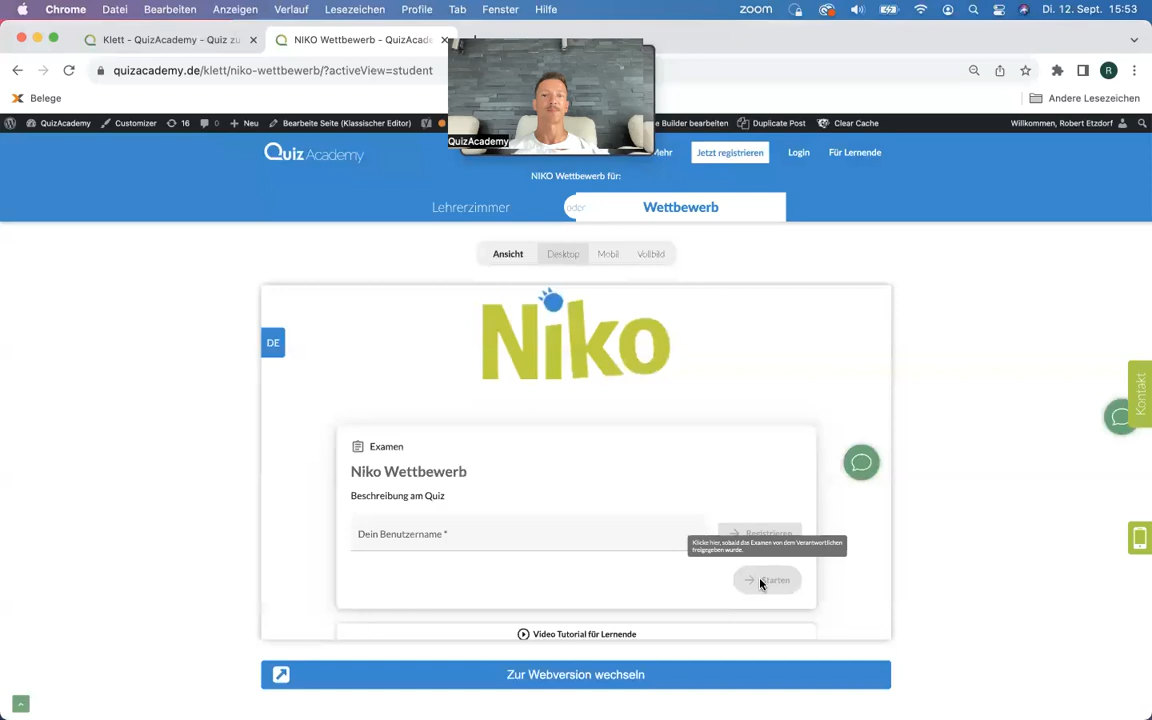 Chrome Datei Bearbeiten Anzeigen Verlauf Lesezeichen Profile Tab Fenster Hilfe zoom Di. 12. Sept. 15:53
Klett - QuizAcademy - Quiz zu NIKO Wettbewerb - QuizAcade
quizacademy.de/klett/niko-wettbewerb/?activeView=student R
Belege Andere Lesezeichen
QuizAcademy Customizer 16 0 Neu Bearbeite Seite (Klassischer Editor) e Builder bearbeiten Duplicate Post Clear Cache Willkommen, Robert Etzdorf
QuizAcademy
QuizAcademy Mehr Jetzt registrieren Login Für Lernende
NIKO Wettbewerb für:
Lehrerzimmer oder Wettbewerb
Ansicht Desktop Mobil Vollbild
Niko
DE
Kontakt
Examen
Niko Wettbewerb
Beschreibung am Quiz
Dein Benutzername * Registrieren
Klicke hier, sobald das Examen von dem Verantwortlichen
freigegeben wurde.
Starten
Video Tutorial für Lernende
Zur Webversion wechseln